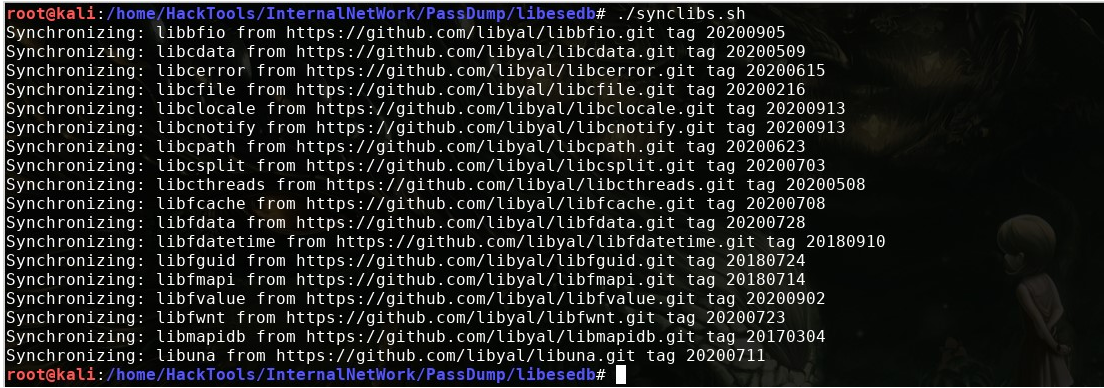 root@kali:/home/HackTools/InternalNetWork/PassDump/libesedb# ./synclibs.sh
Synchronizing: libbfio from https://github.com/libyal/libbfio.git tag 20200905
Synchronizing: libcdata from https://github.com/libyal/libcdata.git tag 20200509
Synchronizing: libcerror from https://github.com/libyal/libcerror.git tag 20200615
Synchronizing: libcfile from https://github.com/libyal/libcfile.git tag 20200216
Synchronizing: libclocale from https://github.com/libyal/libclocale.git tag 20200913
Synchronizing: libcnotify from https://github.com/libyal/libcnotify.git tag 20200913
Synchronizing: libcpath from https://github.com/libyal/libcpath.git tag 20200623
Synchronizing: libcsplit from https://github.com/libyal/libcsplit.git tag 20200703
Synchronizing: libcthreads from https://github.com/libyal/libcthreads.git tag 20200508
Synchronizing: libfcache from https://github.com/libyal/libfcache.git tag 20200708
Synchronizing: libfdata from https://github.com/libyal/libfdata.git tag 20200728
Synchronizing: libfdatetime from https://github.com/libyal/libfdatetime.git tag 20180910
Synchronizing: libfguid from https://github.com/libyal/libfguid.git tag 20180724
Synchronizing: libfmapi from https://github.com/libyal/libfmapi.git tag 20180714
Synchronizing: libfvalue from https://github.com/libyal/libfvalue.git tag 20200902
Synchronizing: libfwnt from https://github.com/libyal/libfwnt.git tag 20200723
Synchronizing: libmapidb from https://github.com/libyal/libmapidb.git tag 20170304
Synchronizing: libuna from https://github.com/libyal/libuna.git tag 20200711
root@kali:/home/HackTools/InternalNetWork/PassDump/libesedb#